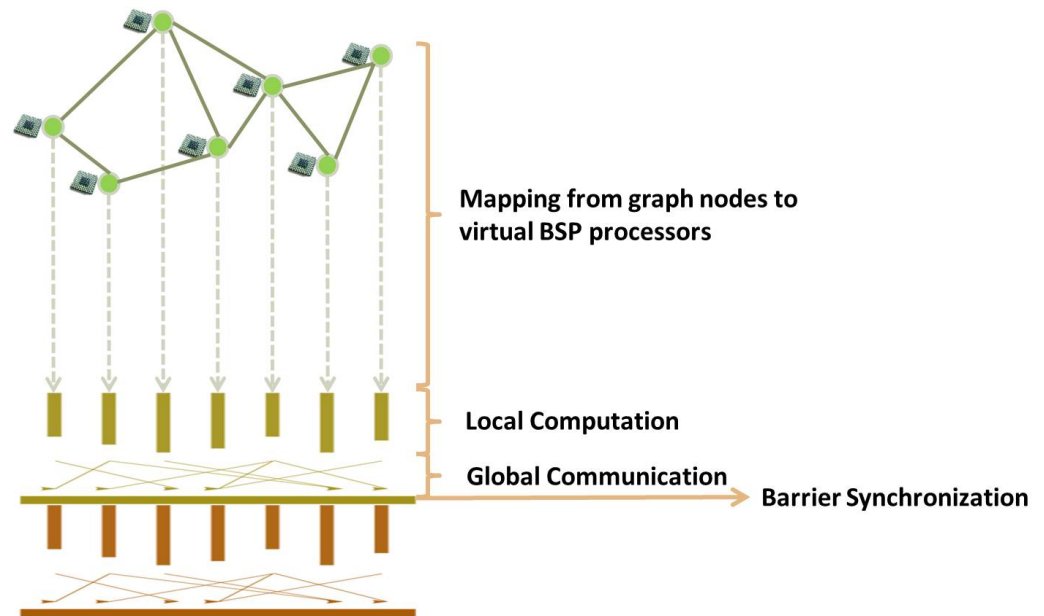 Mapping from graph nodes to
virtual BSP processors
Local Computation
Global Communication
Barrier Synchronization